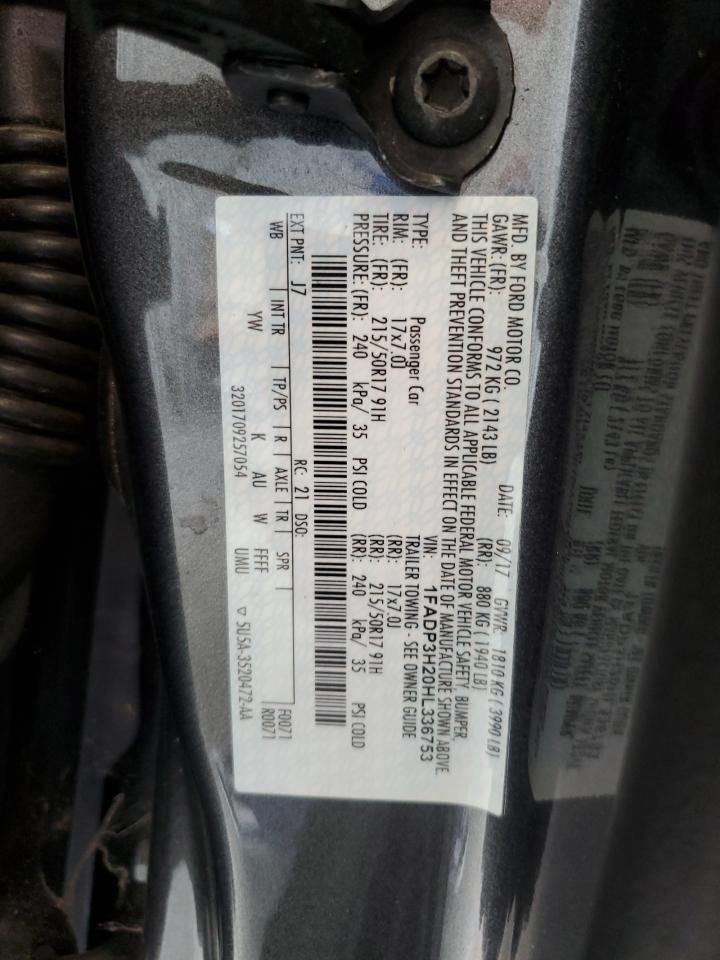 MFD. BY FORD MOTOR CO.
DATE: 09/17 GVWR: 1810 KG ( 3990 LB)
GAWR: (FR): 972 KG ( 2143 LB) (RR): 880 KG ( 1940 LB)
THIS VEHICLE CONFORMS TO ALL APPLICABLE FEDERAL MOTOR VEHICLE SAFETY, BUMPER,
AND THEFT PREVENTION STANDARDS IN EFFECT ON THE DATE OF MANUFACTURE SHOWN ABOVE.
VIN: 1FADP3H20HL336753
TYPE: Passenger Car TRAILER TOWING - SEE OWNER GUIDE
RIM: (FR): 17x7.0J (RR): 17x7.0J
TIRE: (FR): 215/50R17 91H (RR): 215/50R17 91H
PRESSURE: (FR): 240 kPa/ 35 PSI COLD (RR): 240 kPa/ 35 PSI COLD
EXT PNT: J7 RC: 21 DSO: F0071
WB INT TR TP/PS R AXLE TR SPR R0071
YW K AU W FFFF
3201709257054 UMU ▽ 5U5A-3520472-AA